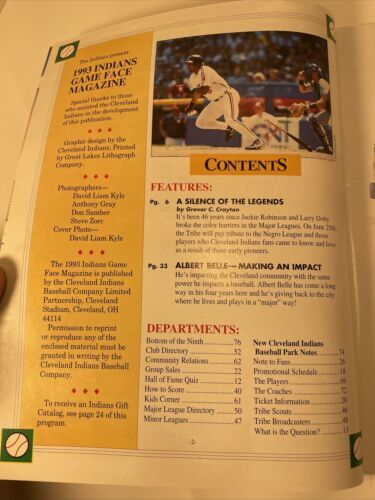 The Indians present
1993 INDIANS
GAME FACE
MAGAZINE
Special thanks to those
who assisted the Cleveland
Indians in the development
of this publication.
Graphic design by the
Cleveland Indians; Printed
by Great Lakes Lithograph
Company.
Photographers—
David Liam Kyle
Anthony Gray
Don Samber
Steve Zorc
Cover Photo—
David Liam Kyle
The 1993 Indians Game
Face Magazine is published
by the Cleveland Indians
Baseball Company Limited
Partnership, Cleveland
Stadium, Cleveland, OH
44114
Permission to reprint
or reproduce any of the
enclosed material must be
granted in writing by the
Cleveland Indians Baseball
Company.
To receive an Indians Gift
Catalog, see page 24 of this
program.
CONTENTS
FEATURES:
Pg. 6 A SILENCE OF THE LEGENDS
by Grover C. Crayton
It's been 46 years since Jackie Robinson and Larry Doby
broke the color barriers in the Major Leagues. On June 25th,
the Tribe will pay tribute to the Negro League and those
players who Cleveland Indians fans came to know and love
as a result of those early pioneers.
Pg. 33 ALBERT BELLE—MAKING AN IMPACT
He's impacting the Cleveland community with the same
power he impacts a baseball. Albert Belle has come a long
way in his four years here and he's giving back to the city
where he lives and plays in a "major" way!
DEPARTMENTS:
Bottom of the Ninth 76
Club Directory 52
Community Relations 62
Group Sales 22
Hall of Fame Quiz 12
How to Score 40
Kids Corner 61
Major League Directory 50
Minor Leagues 47
New Cleveland Indians
Baseball Park Notes 74
Note to Fans 26
Promotional Schedule 18
The Players 69
The Coaches 72
Ticket Information 20
Tribe Scouts 46
Tribe Broadcasters 48
What is the Question? 13
-2-